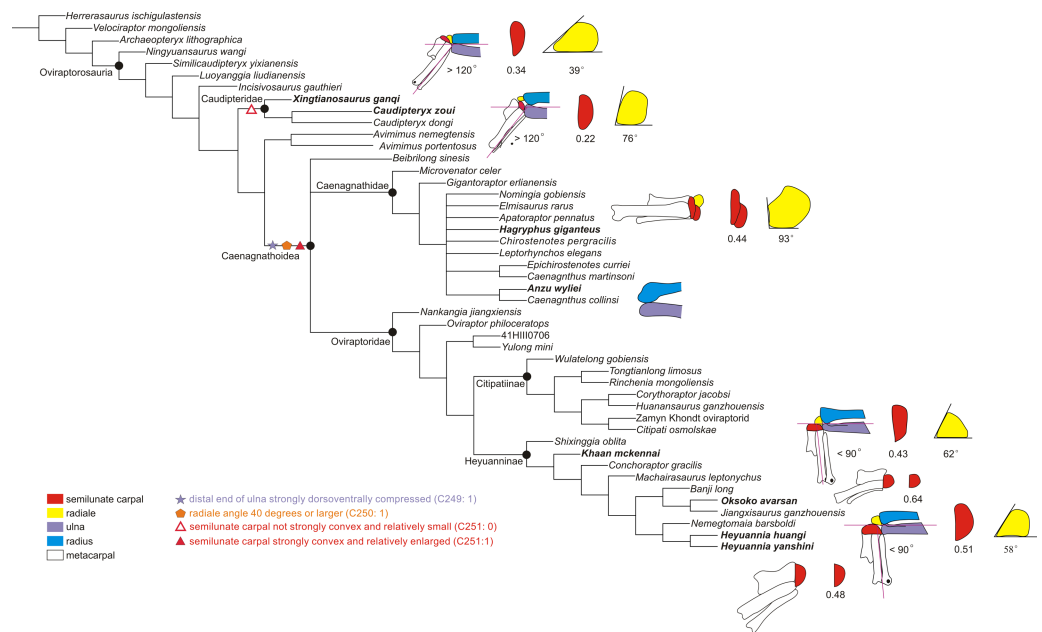 Herrerasaurus ischigulastensis
Velociraptor mongoliensis
Archaeopteryx lithographica
Ningyuansaurus wangi
Oviraptorosauria
Similicaudipteryx yixianensis
Luoyanggia liudianensis
Incisivosaurus gauthieri
> 120°
0.34
39°
Caudipteridae
Xingtianosaurus ganqi
Caudipteryx zoui
Caudipteryx dongi
> 120°
0.22
76°
Avimimus nemegtensis
Avimimus portentosus
Beibrilong sinesis
Microvenator celer
Caenagnathidae
Gigantoraptor erlianensis
Nomingia gobiensis
Elmisaurus rarus
Apatoraptor pennatus
Hagryphus giganteus
Chirostenotes pergracilis
Leptorhynchos elegans
0.44
93°
Caenagnathoidea
Epichirostenotes curriei
Caenagnthus martinsoni
Anzu wyliei
Caenagnthus collinsi
Nankangia jiangxiensis
Oviraptor philoceratops
Oviraptoridae
41HIII0706
Yulong mini
Wulatelong gobiensis
Tongtianlong limosus
Citipatiinae
Rinchenia mongoliensis
Corythoraptor jacobsi
Huanansaurus ganzhouensis
Zamyn Khondt oviraptorid
Citipati osmolskae
Shixinggia oblita
Khaan mckennai
Heyuanninae
< 90°
0.43
62°
Conchoraptor gracilis
Machairasaurus leptonychus
Banji long
Oksoko avarsan
Jiangxisaurus ganzhouensis
0.64
Nemegtomaia barsboldi
Heyuannia huangi
Heyuannia yanshini
< 90°
0.51
58°
0.48
semilunate carpal
radiale
ulna
radius
metacarpal
distal end of ulna strongly dorsoventrally compressed (C249: 1)
radiale angle 40 degrees or larger (C250: 1)
semilunate carpal not strongly convex and relatively small (C251: 0)
semilunate carpal strongly convex and relatively enlarged (C251:1)